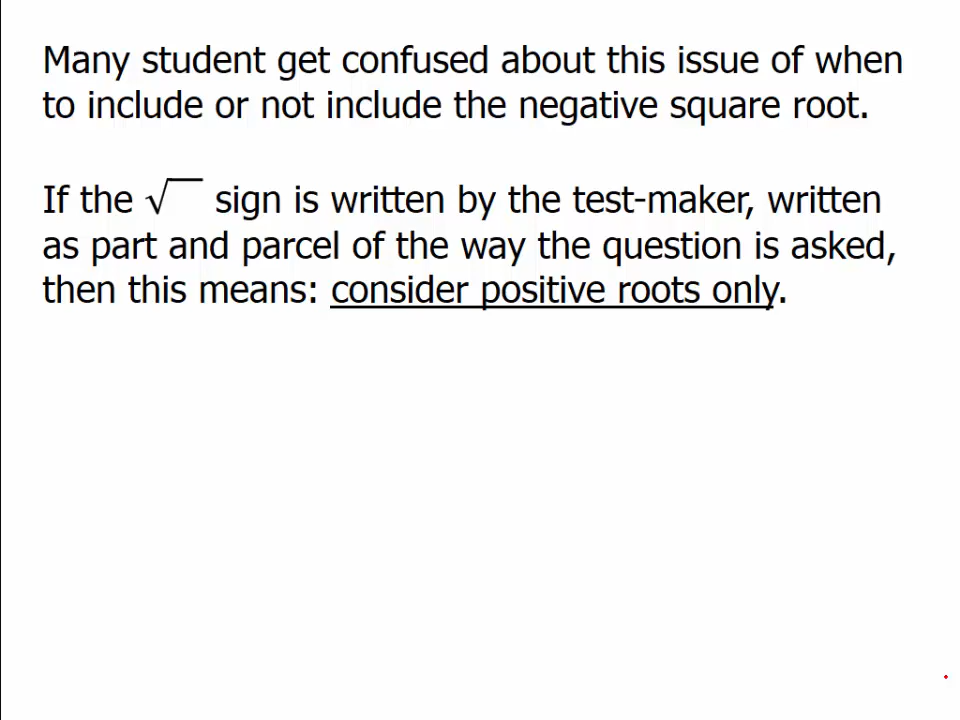 Many student get confused about this issue of when
to include or not include the negative square root.
If the √ sign is written by the test-maker, written
as part and parcel of the way the question is asked,
then this means: consider positive roots only.